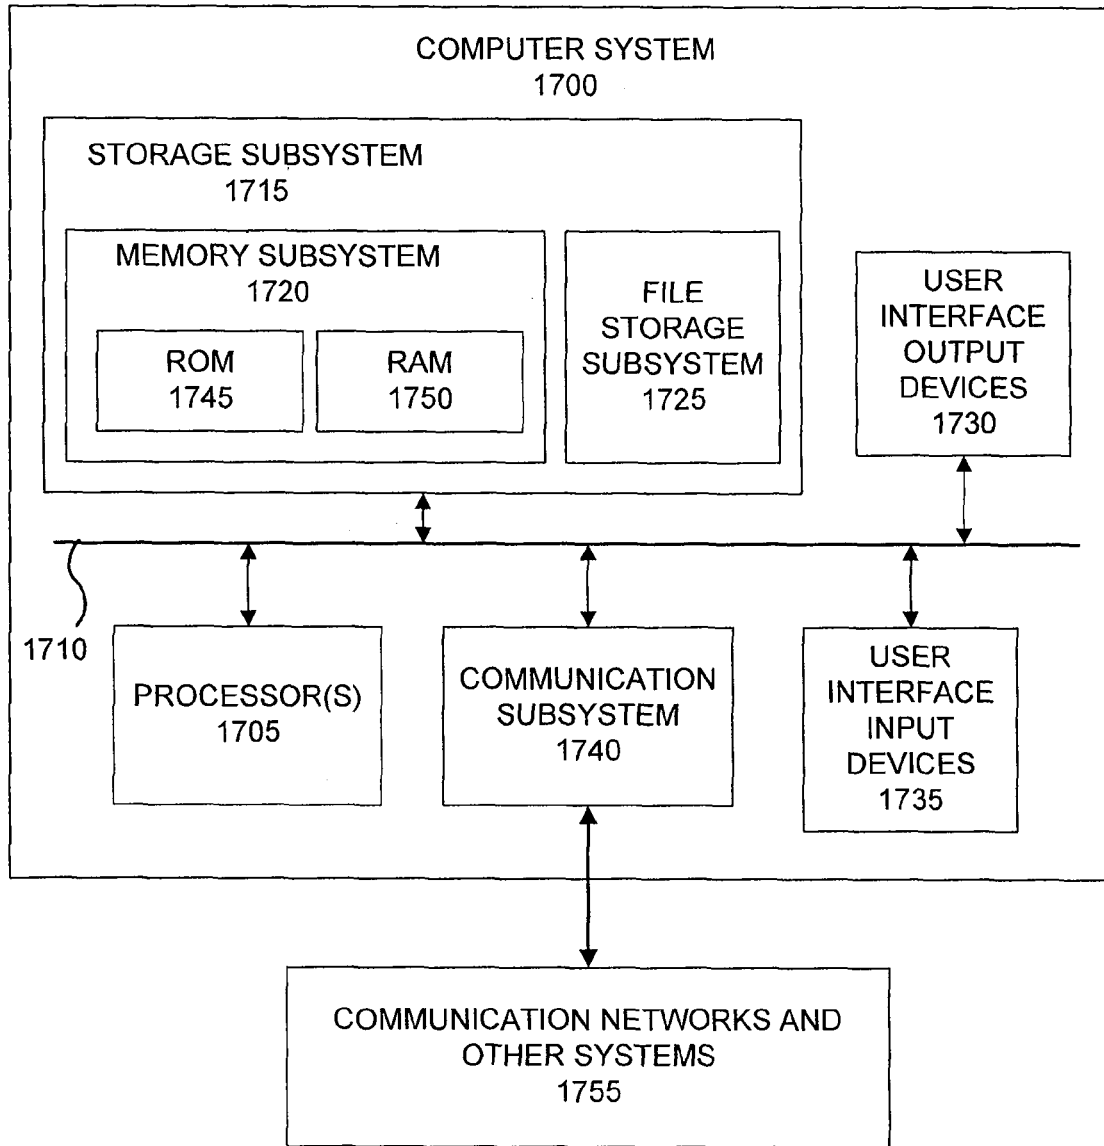 COMPUTER SYSTEM
1700
STORAGE SUBSYSTEM
1715
MEMORY SUBSYSTEM
1720
ROM
1745
RAM
1750
FILE
STORAGE
SUBSYSTEM
1725
USER
INTERFACE
OUTPUT
DEVICES
1730
1710
PROCESSOR(S)
1705
COMMUNICATION
SUBSYSTEM
1740
USER
INTERFACE
INPUT
DEVICES
1735
COMMUNICATION NETWORKS AND
OTHER SYSTEMS
1755